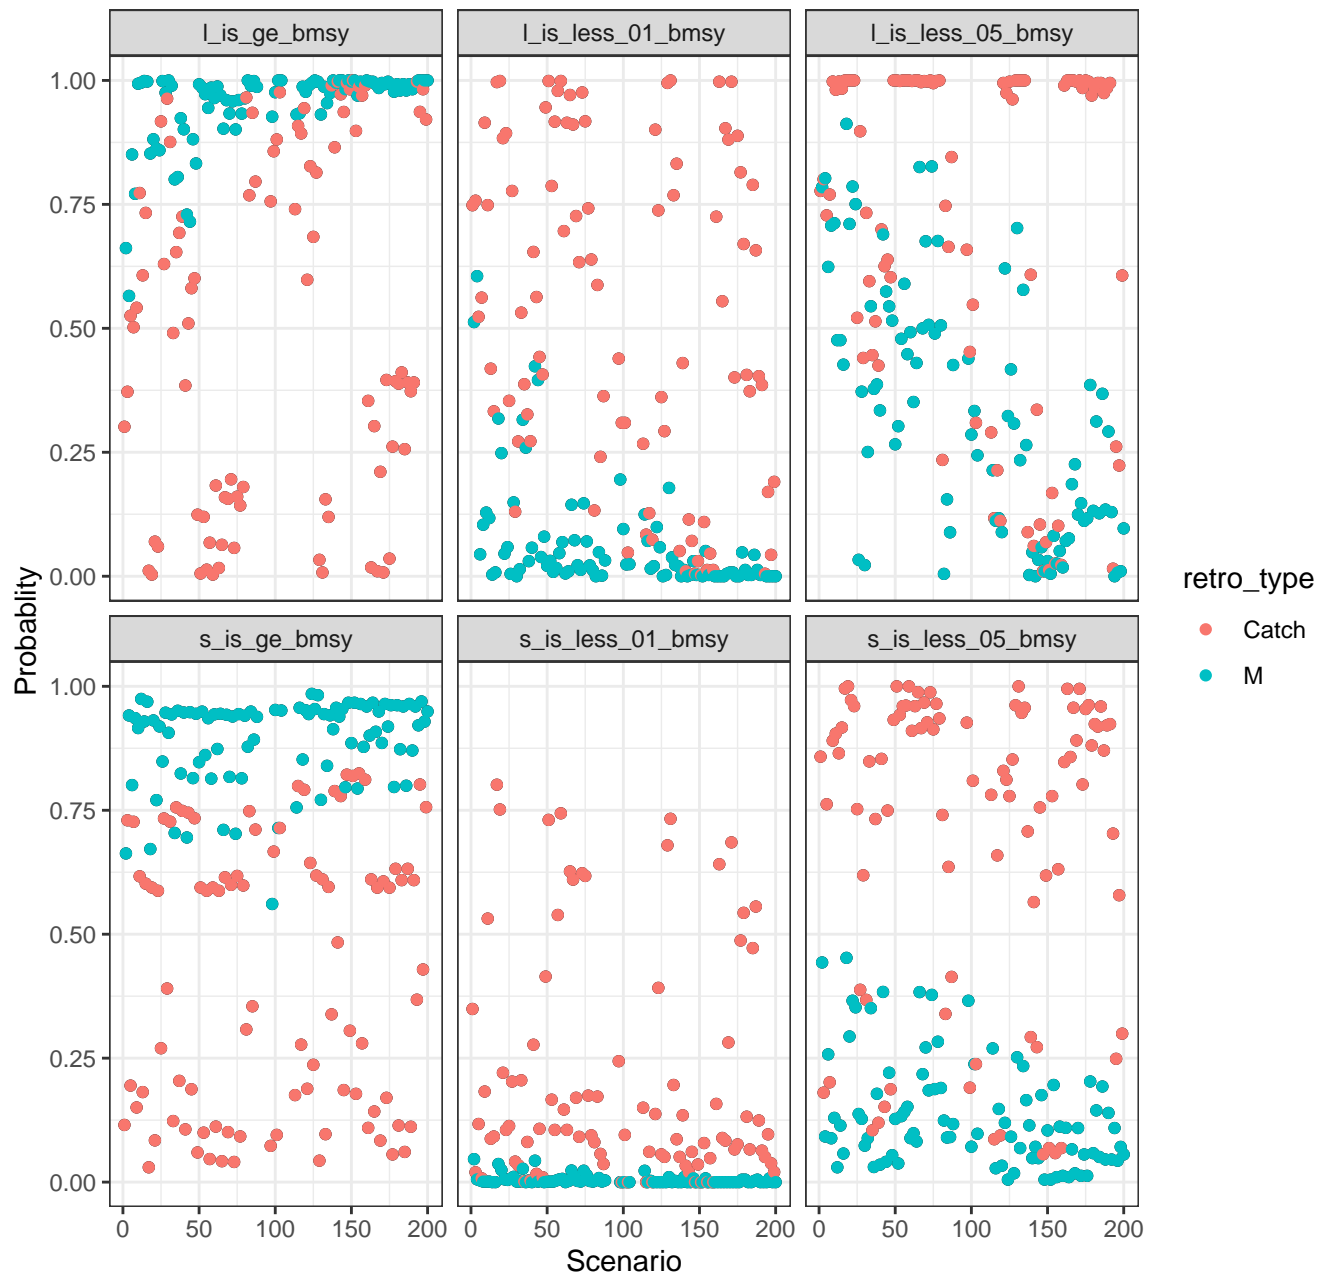 l_is_ge_bmsy
l_is_less_01_bmsy
l_is_less_05_bmsy
1.00
0.75
0.50
0.25
0.00
s_is_ge_bmsy
s_is_less_01_bmsy
s_is_less_05_bmsy
1.00
0.75
0.50
0.25
0.00
0 50 100 150 200
0 50 100 150 200
0 50 100 150 200
Scenario
Probablity
retro_type
Catch
M